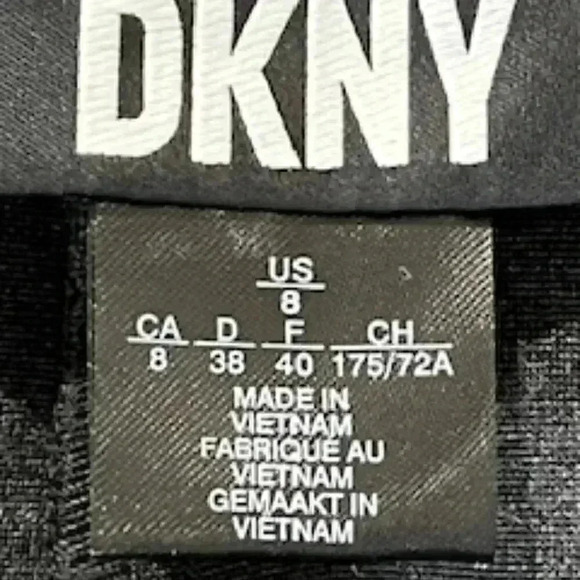 DKNY
US
8
CA D F CH
8 38 40 175/72A
MADE IN
VIETNAM
FABRIQUÉ AU
VIETNAM
GEMAAKT IN
VIETNAM